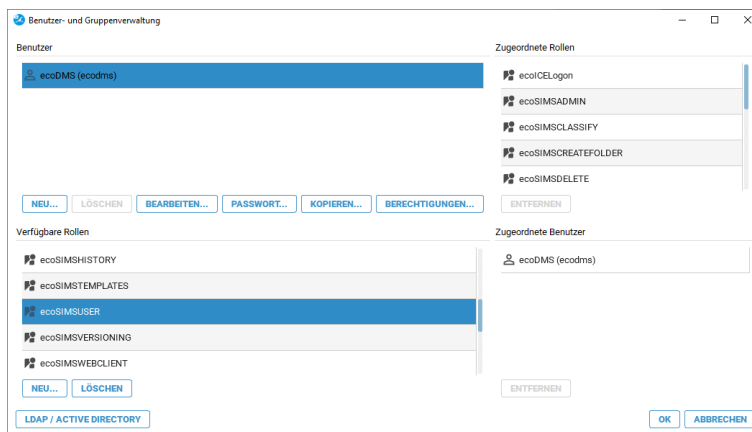 Benutzer- und Gruppenverwaltung
Benutzer
ecoDMS (ecodms)
NEU...
LÖSCHEN
BEARBEITEN...
PASSWORT...
KOPIEREN...
BERECHTIGUNGEN...
Zugeordnete Rollen
ecoICELogon
ecoSIMSADMIN
ecoSIMSCLASSIFY
ecoSIMSCREATEFOLDER
ecoSIMSDELETE
ENTFERNEN
Verfügbare Rollen
ecoSIMSHISTORY
ecoSIMSTEMPLATES
ecoSIMSUSER
ecoSIMSVERSIONING
ecoSIMSWEBCLIENT
NEU...
LÖSCHEN
Zugeordnete Benutzer
ecoDMS (ecodms)
ENTFERNEN
LDAP / ACTIVE DIRECTORY
OK
ABBRECHEN